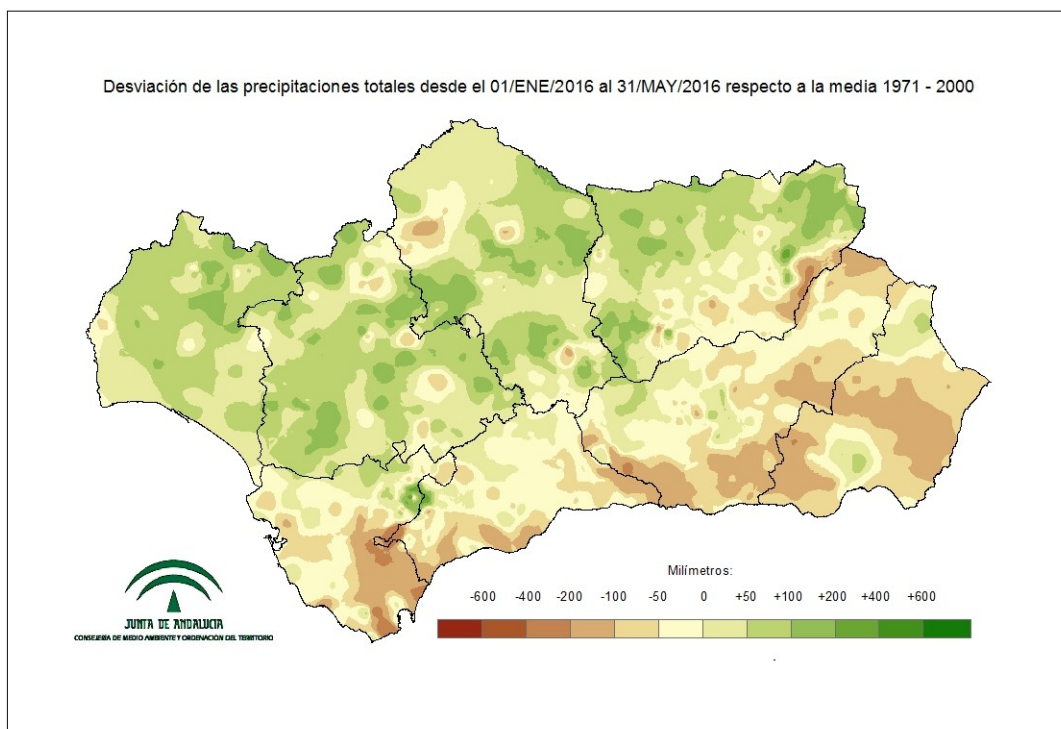 Desviación de las precipitaciones totales desde el 01/ENE/2016 al 31/MAY/2016 respecto a la media 1971 - 2000
Milímetros:
-600 -400 -200 -100 -50 0 +50 +100 +200 +400 +600
JUNTA DE ANDALUCIA
CONSEJERIA DE MEDIO AMBIENTE Y ORDENACION DEL TERRITORIO